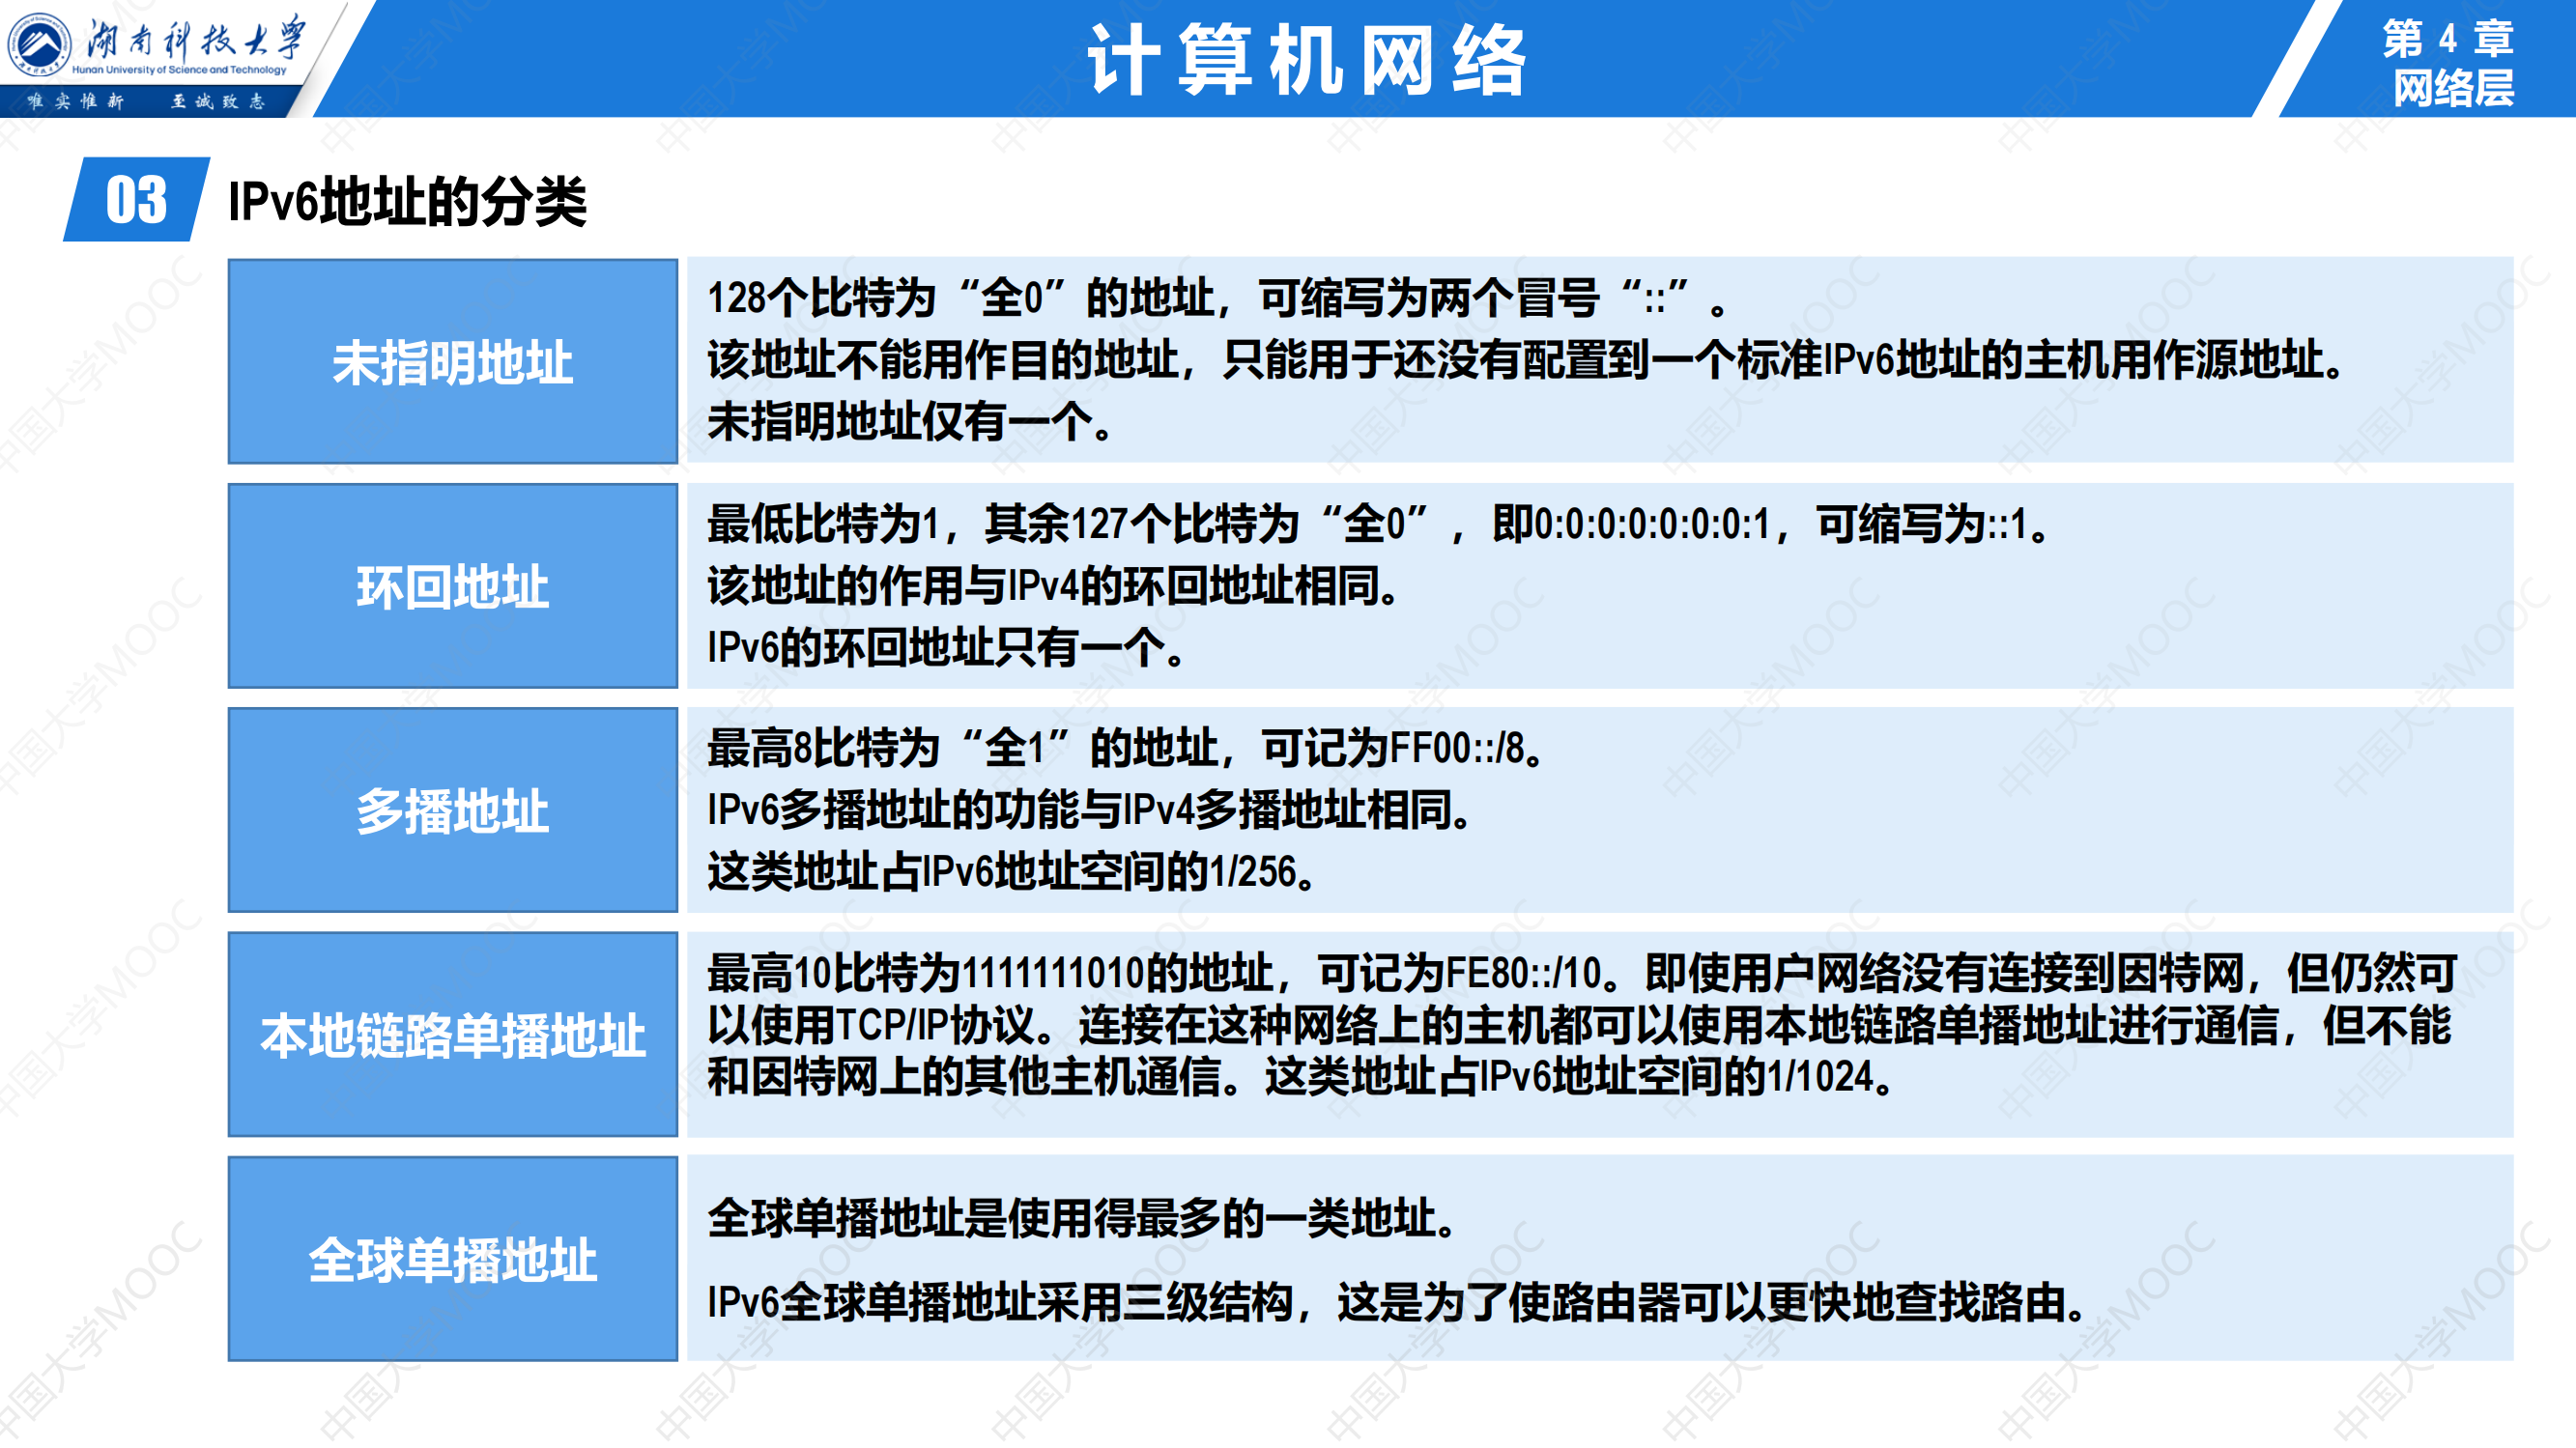 湖南科技大学
Hunan University of Science and Technology
唯实惟新 至诚致志
计算机网络
第 4 章
网络层
03 IPv6地址的分类
未指明地址
128个比特为“全0”的地址，可缩写为两个冒号“::”。
该地址不能用作目的地址，只能用于还没有配置到一个标准IPv6地址的主机用作源地址。
未指明地址仅有一个。
环回地址
最低比特为1，其余127个比特为“全0”，即0:0:0:0:0:0:0:1，可缩写为::1。
该地址的作用与IPv4的环回地址相同。
IPv6的环回地址只有一个。
多播地址
最高8比特为“全1”的地址，可记为FF00::/8。
IPv6多播地址的功能与IPv4多播地址相同。
这类地址占IPv6地址空间的1/256。
本地链路单播地址
最高10比特为1111111010的地址，可记为FE80::/10。即使用户网络没有连接到因特网，但仍然可
以使用TCP/IP协议。连接在这种网络上的主机都可以使用本地链路单播地址进行通信，但不能
和因特网上的其他主机通信。这类地址占IPv6地址空间的1/1024。
全球单播地址
全球单播地址是使用得最多的一类地址。
IPv6全球单播地址采用三级结构，这是为了使路由器可以更快地查找路由。
中国大学MOOC